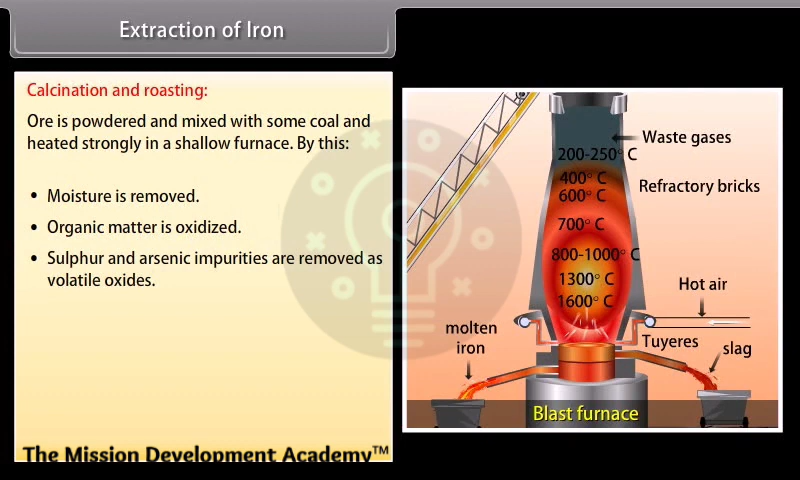 Extraction of Iron
Calcination and roasting:
Ore is powdered and mixed with some coal and
heated strongly in a shallow furnace. By this:
• Moisture is removed.
• Organic matter is oxidized.
• Sulphur and arsenic impurities are removed as
volatile oxides.
The Mission Development Academy™
Waste gases
200-250° C
400° C
Refractory bricks
600° C
700° C
800-1000° C
1300° C
Hot air
1600° C
molten
iron
Tuyeres
slag
Blast furnace